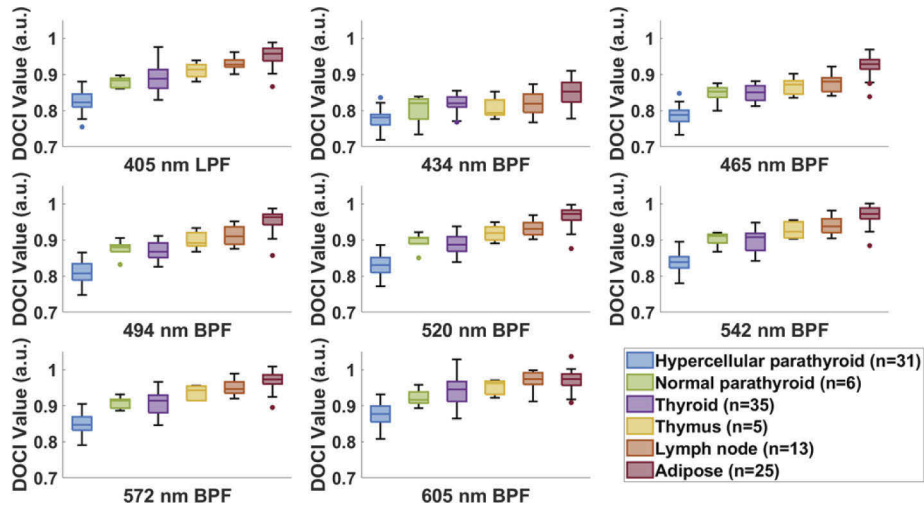 DOCI Value (a.u.)
1
0.9
0.8
0.7
405 nm LPF
DOCI Value (a.u.)
1
0.9
0.8
0.7
434 nm BPF
DOCI Value (a.u.)
1
0.9
0.8
0.7
465 nm BPF
DOCI Value (a.u.)
1
0.9
0.8
0.7
494 nm BPF
DOCI Value (a.u.)
1
0.9
0.8
0.7
520 nm BPF
DOCI Value (a.u.)
1
0.9
0.8
0.7
542 nm BPF
DOCI Value (a.u.)
1
0.9
0.8
0.7
572 nm BPF
DOCI Value (a.u.)
1
0.9
0.8
0.7
605 nm BPF
Hypercellular parathyroid (n=31)
Normal parathyroid (n=6)
Thyroid (n=35)
Thymus (n=5)
Lymph node (n=13)
Adipose (n=25)